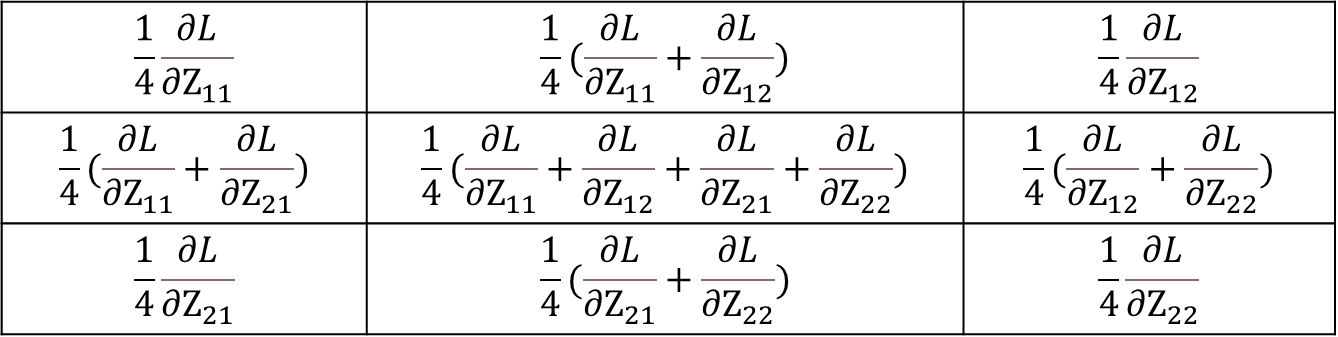 1/4 ∂L/∂Z₁₁ 1/4 (∂L/∂Z₁₁ + ∂L/∂Z₁₂) 1/4 ∂L/∂Z₁₂
1/4 (∂L/∂Z₁₁ + ∂L/∂Z₂₁) 1/4 (∂L/∂Z₁₁ + ∂L/∂Z₁₂ + ∂L/∂Z₂₁ + ∂L/∂Z₂₂) 1/4 (∂L/∂Z₁₂ + ∂L/∂Z₂₂)
1/4 ∂L/∂Z₂₁ 1/4 (∂L/∂Z₂₁ + ∂L/∂Z₂₂) 1/4 ∂L/∂Z₂₂